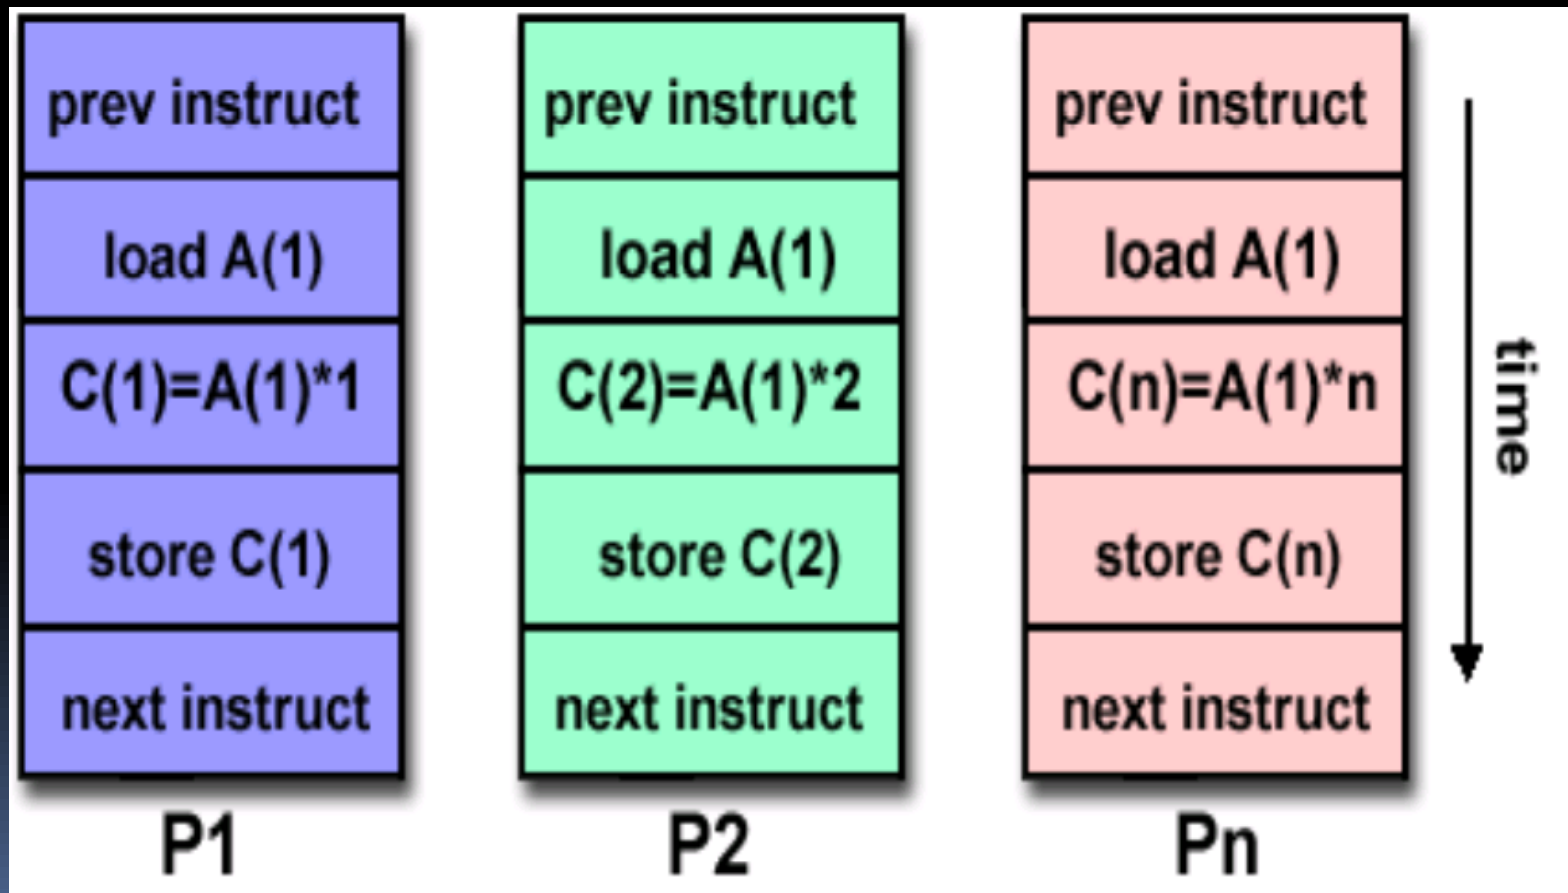 prev instruct
load A(1)
C(1)=A(1)*1
store C(1)
next instruct
P1
prev instruct
load A(1)
C(2)=A(1)*2
store C(2)
next instruct
P2
prev instruct
load A(1)
C(n)=A(1)*n
store C(n)
next instruct
Pn
time